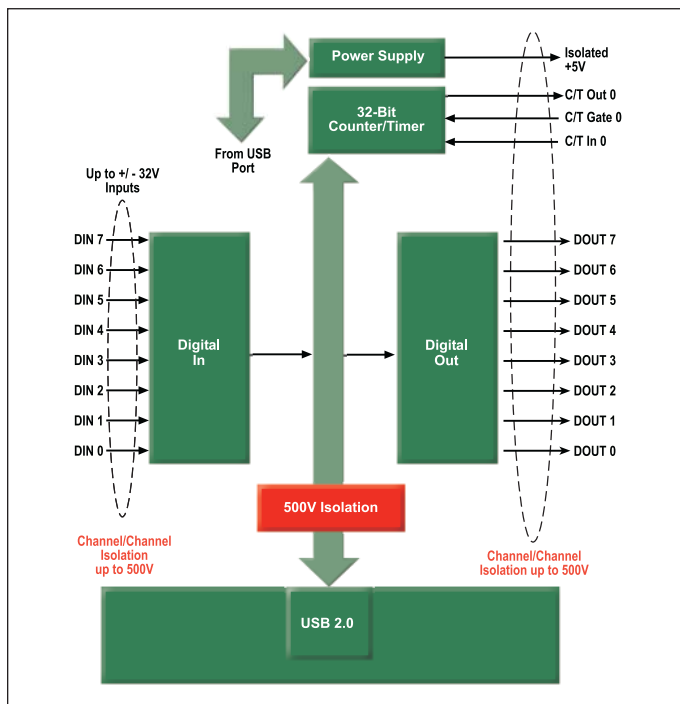 Power Supply
Isolated
+5V
32-Bit
Counter/Timer
C/T Out 0
C/T Gate 0
C/T In 0
From USB
Port
Up to +/ - 32V
Inputs
DIN 7
DIN 6
DIN 5
DIN 4
DIN 3
DIN 2
DIN 1
DIN 0
Digital
In
Digital
Out
DOUT 7
DOUT 6
DOUT 5
DOUT 4
DOUT 3
DOUT 2
DOUT 1
DOUT 0
500V Isolation
Channel/Channel
Isolation
up to 500V
Channel/Channel
Isolation up to 500V
USB 2.0